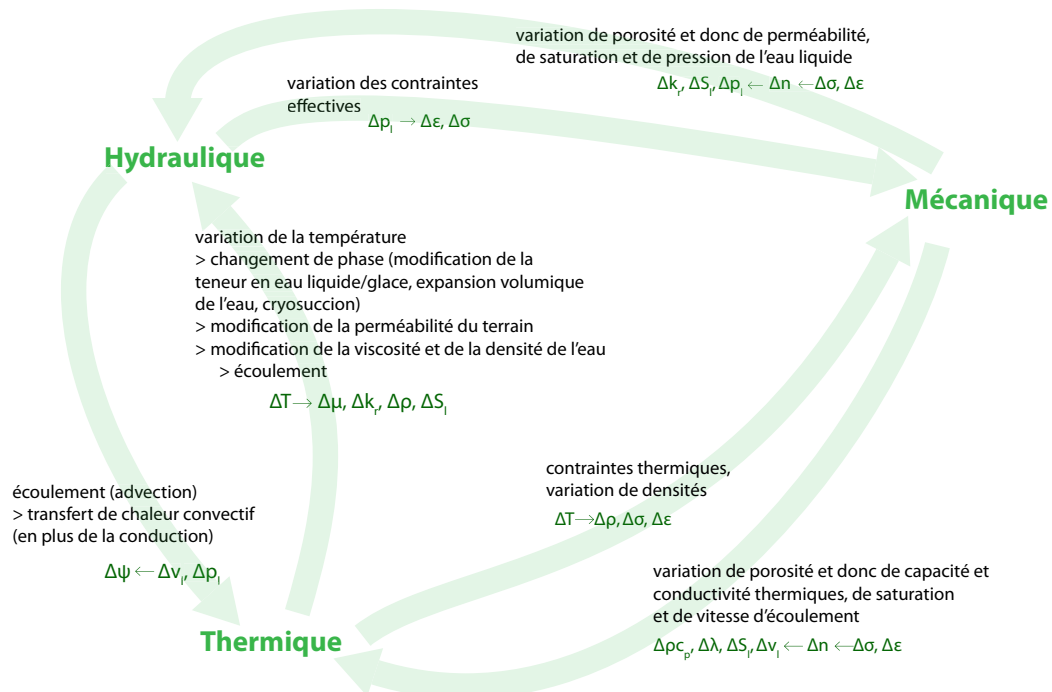 variation de porosité et donc de perméabilité,
de saturation et de pression de l'eau liquide
Δkᵣ, ΔSₗ, Δpₗ ← Δn ← Δσ, Δε
variation des contraintes
effectives
Δpₗ → Δε, Δσ
Hydraulique
Mécanique
variation de la température
> changement de phase (modification de la
teneur en eau liquide/glace, expansion volumique
de l'eau, cryosuccion)
> modification de la perméabilité du terrain
> modification de la viscosité et de la densité de l'eau
> écoulement
ΔT → Δµ, Δkᵣ, Δρ, ΔSₗ
contraintes thermiques,
variation de densités
ΔT→Δρ, Δσ, Δε
écoulement (advection)
> transfert de chaleur convectif
(en plus de la conduction)
Δψ ← Δvₗ, Δpₗ
variation de porosité et donc de capacité et
conductivité thermiques, de saturation
et de vitesse d'écoulement
Δρcₚ, Δλ, ΔSₗ, Δvₗ ← Δn ← Δσ, Δε
Thermique